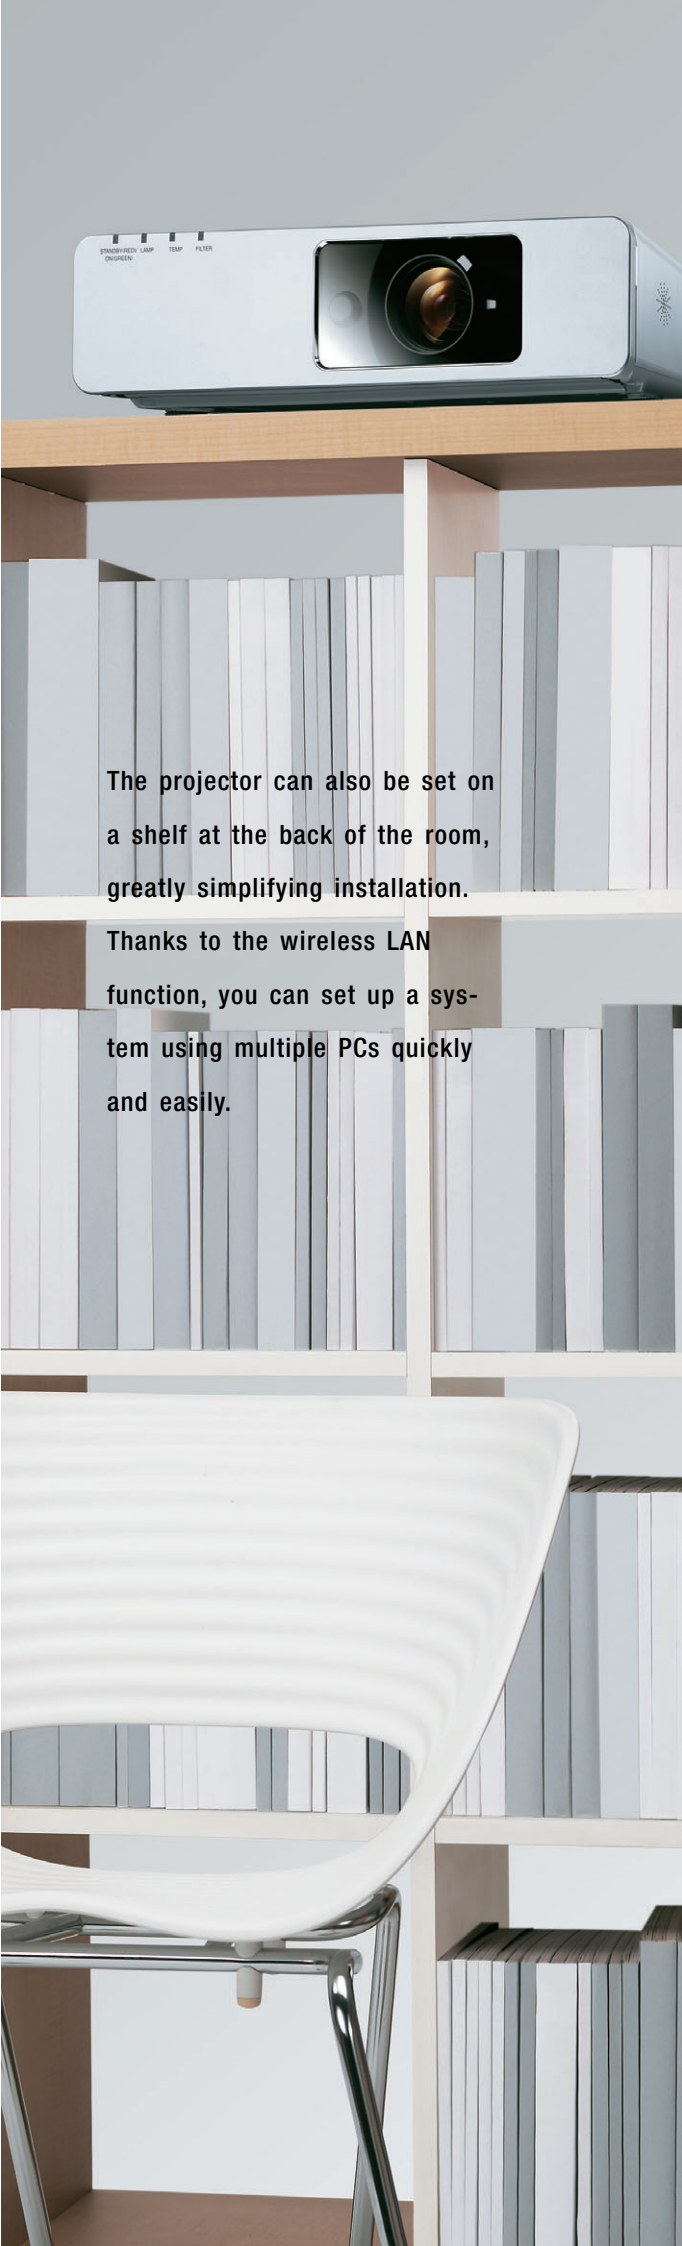 STANDBY(RED)/ LAMP TEMP FILTER
ON(GREEN)
The projector can also be set on
a shelf at the back of the room,
greatly simplifying installation.
Thanks to the wireless LAN
function, you can set up a sys-
tem using multiple PCs quickly
and easily.